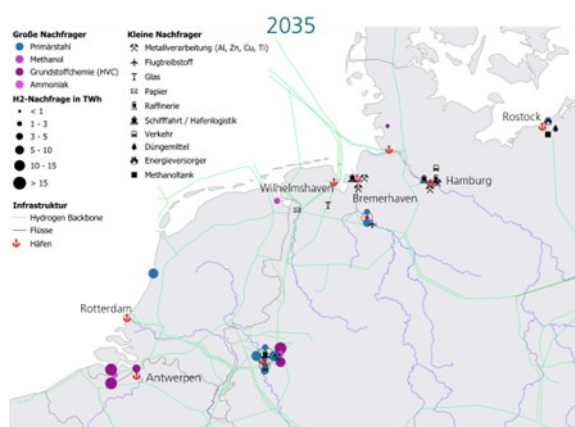 2035
Große Nachfrager
Primärstahl
Methanol
Grundstoffchemie (HVC)
Ammoniak
H2-Nachfrage in TWh
< 1
1 - 3
3 - 5
5 - 10
10 - 15
> 15
Infrastruktur
Hydrogen Backbone
Flüsse
Häfen
Kleine Nachfrager
Metallverarbeitung (Al, Zn, Cu, Ti)
Flugtreibstoff
Glas
Papier
Raffinerie
Schifffahrt / Hafenlogistik
Verkehr
Düngemittel
Energieversorger
Methanoltank
Rostock
Hamburg
Wilhelmshaven
Bremerhaven
Rotterdam
Antwerpen